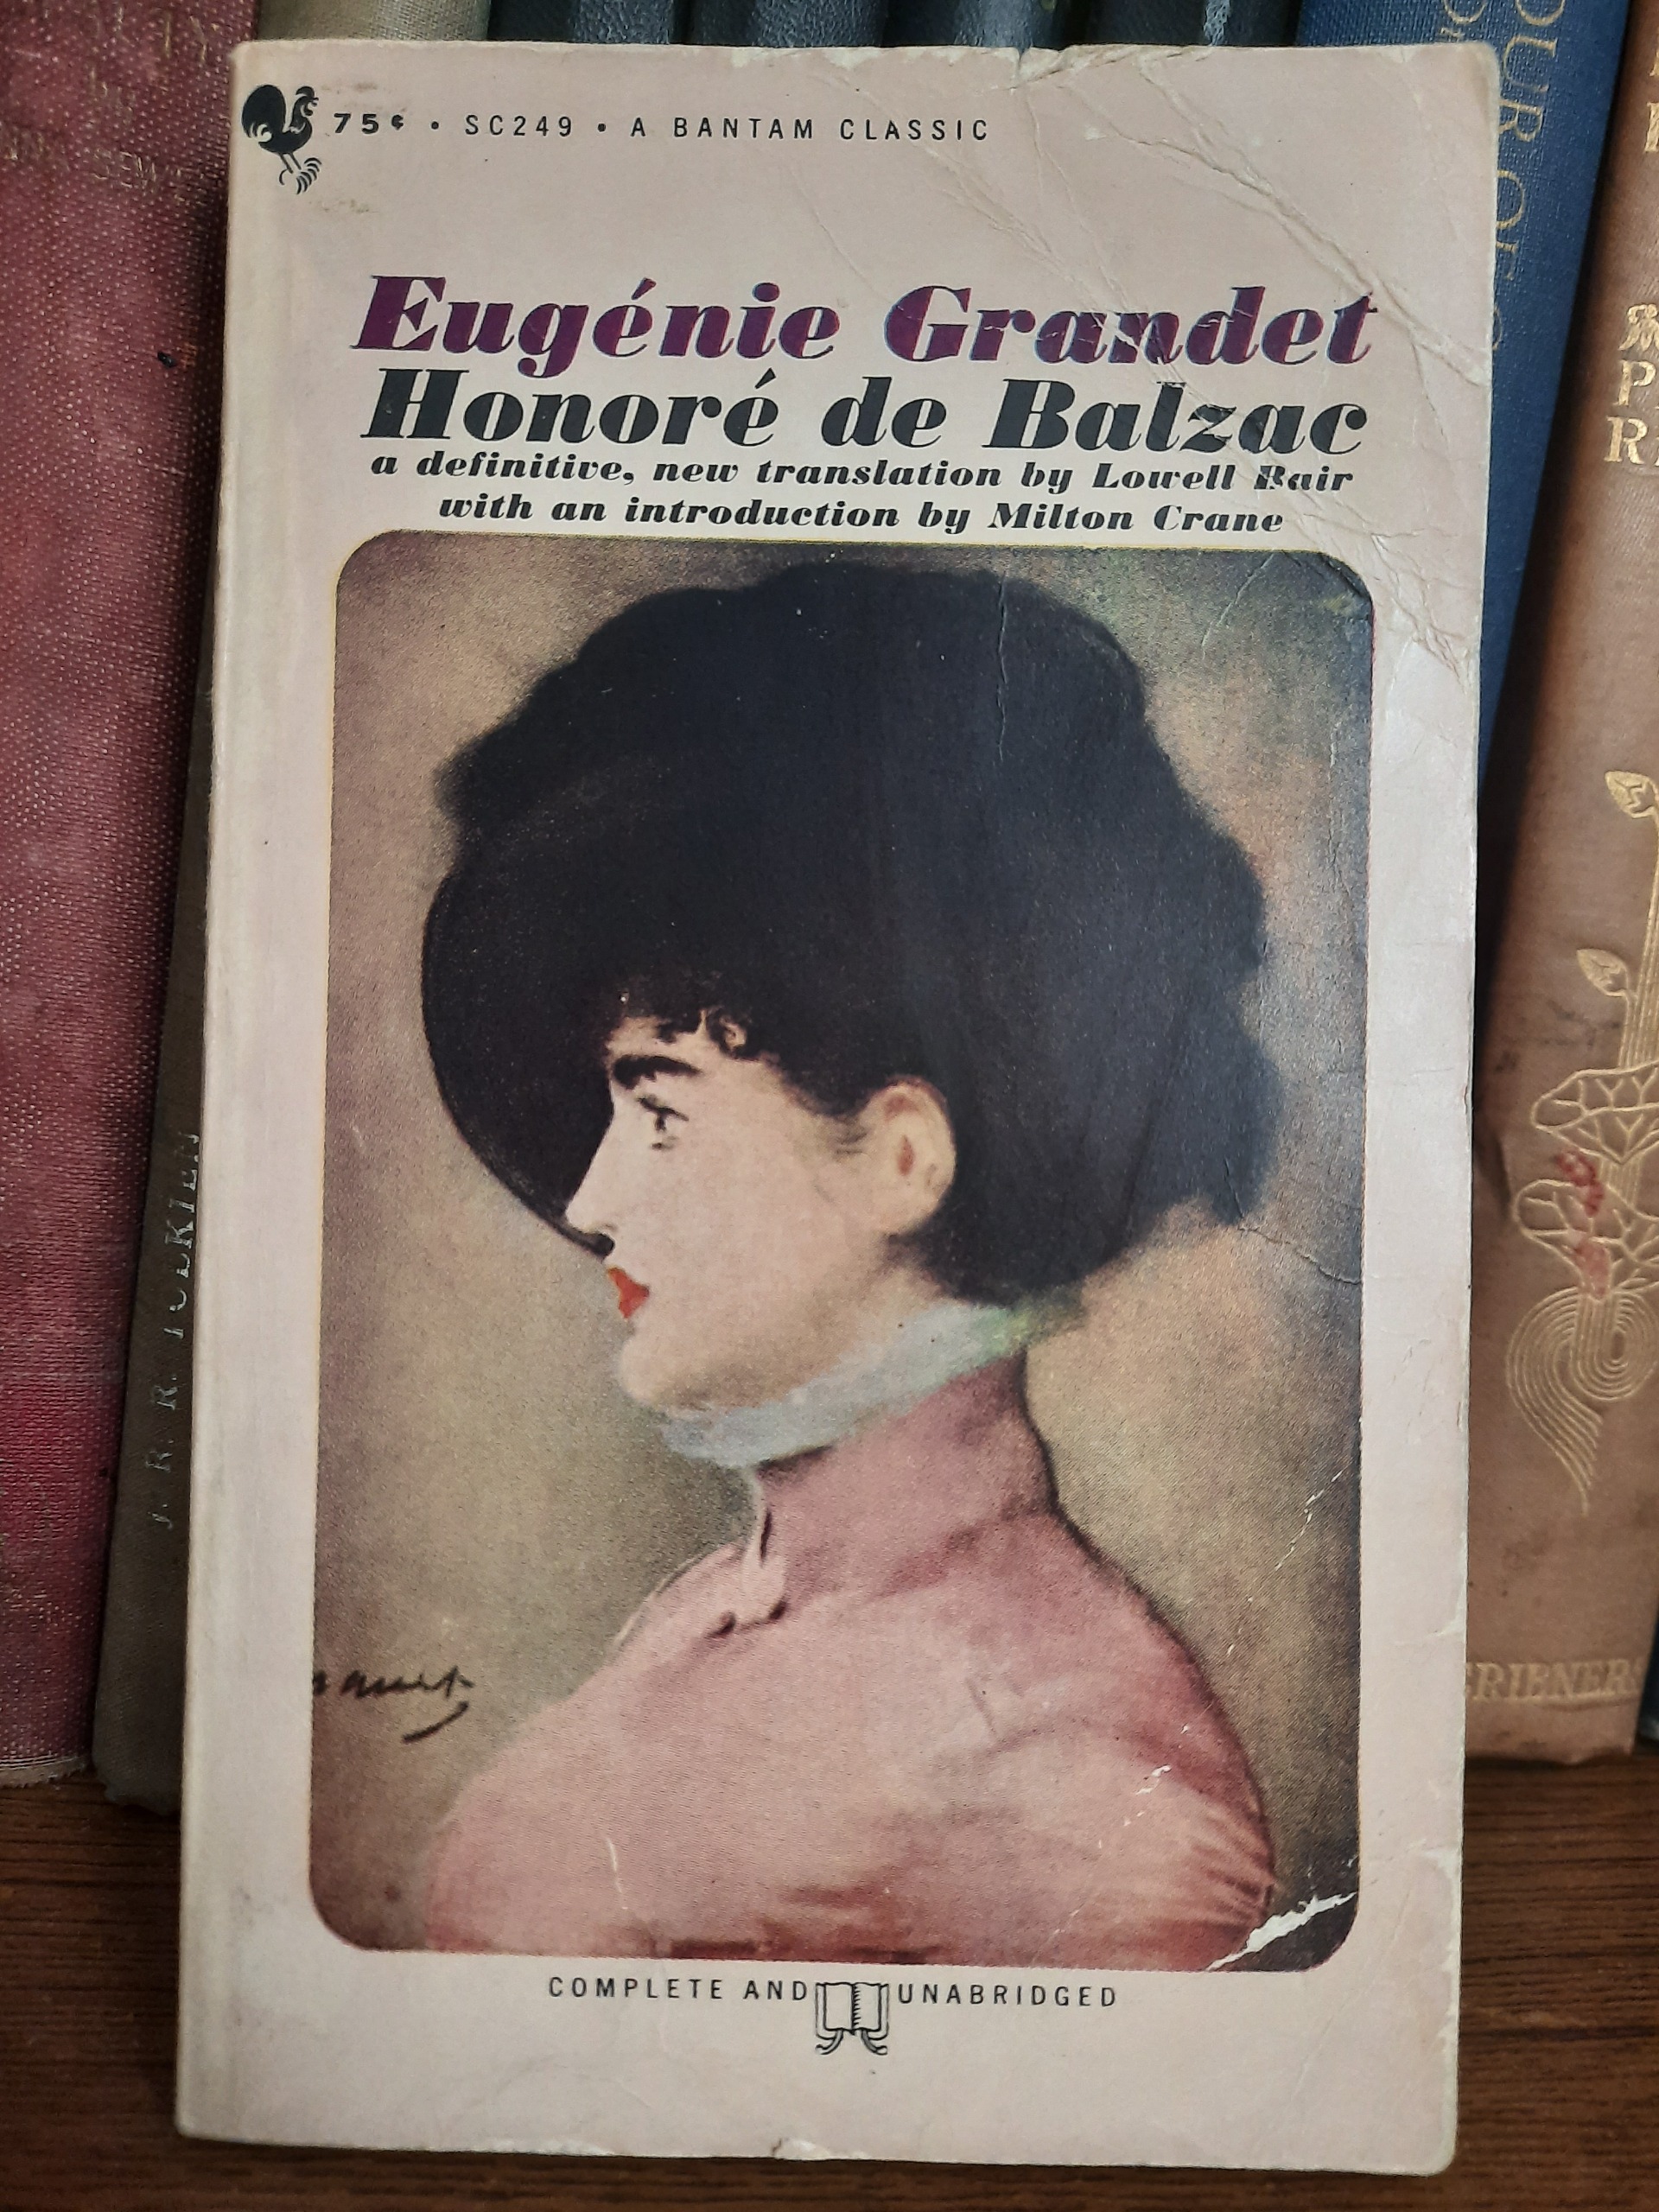 75¢ • SC249 • A BANTAM CLASSIC
Eugénie Grandet
Honoré de Balzac
a definitive, new translation by Lowell Bair
with an introduction by Milton Crane
COMPLETE AND UNABRIDGED
J. R. R. TOLKIEN